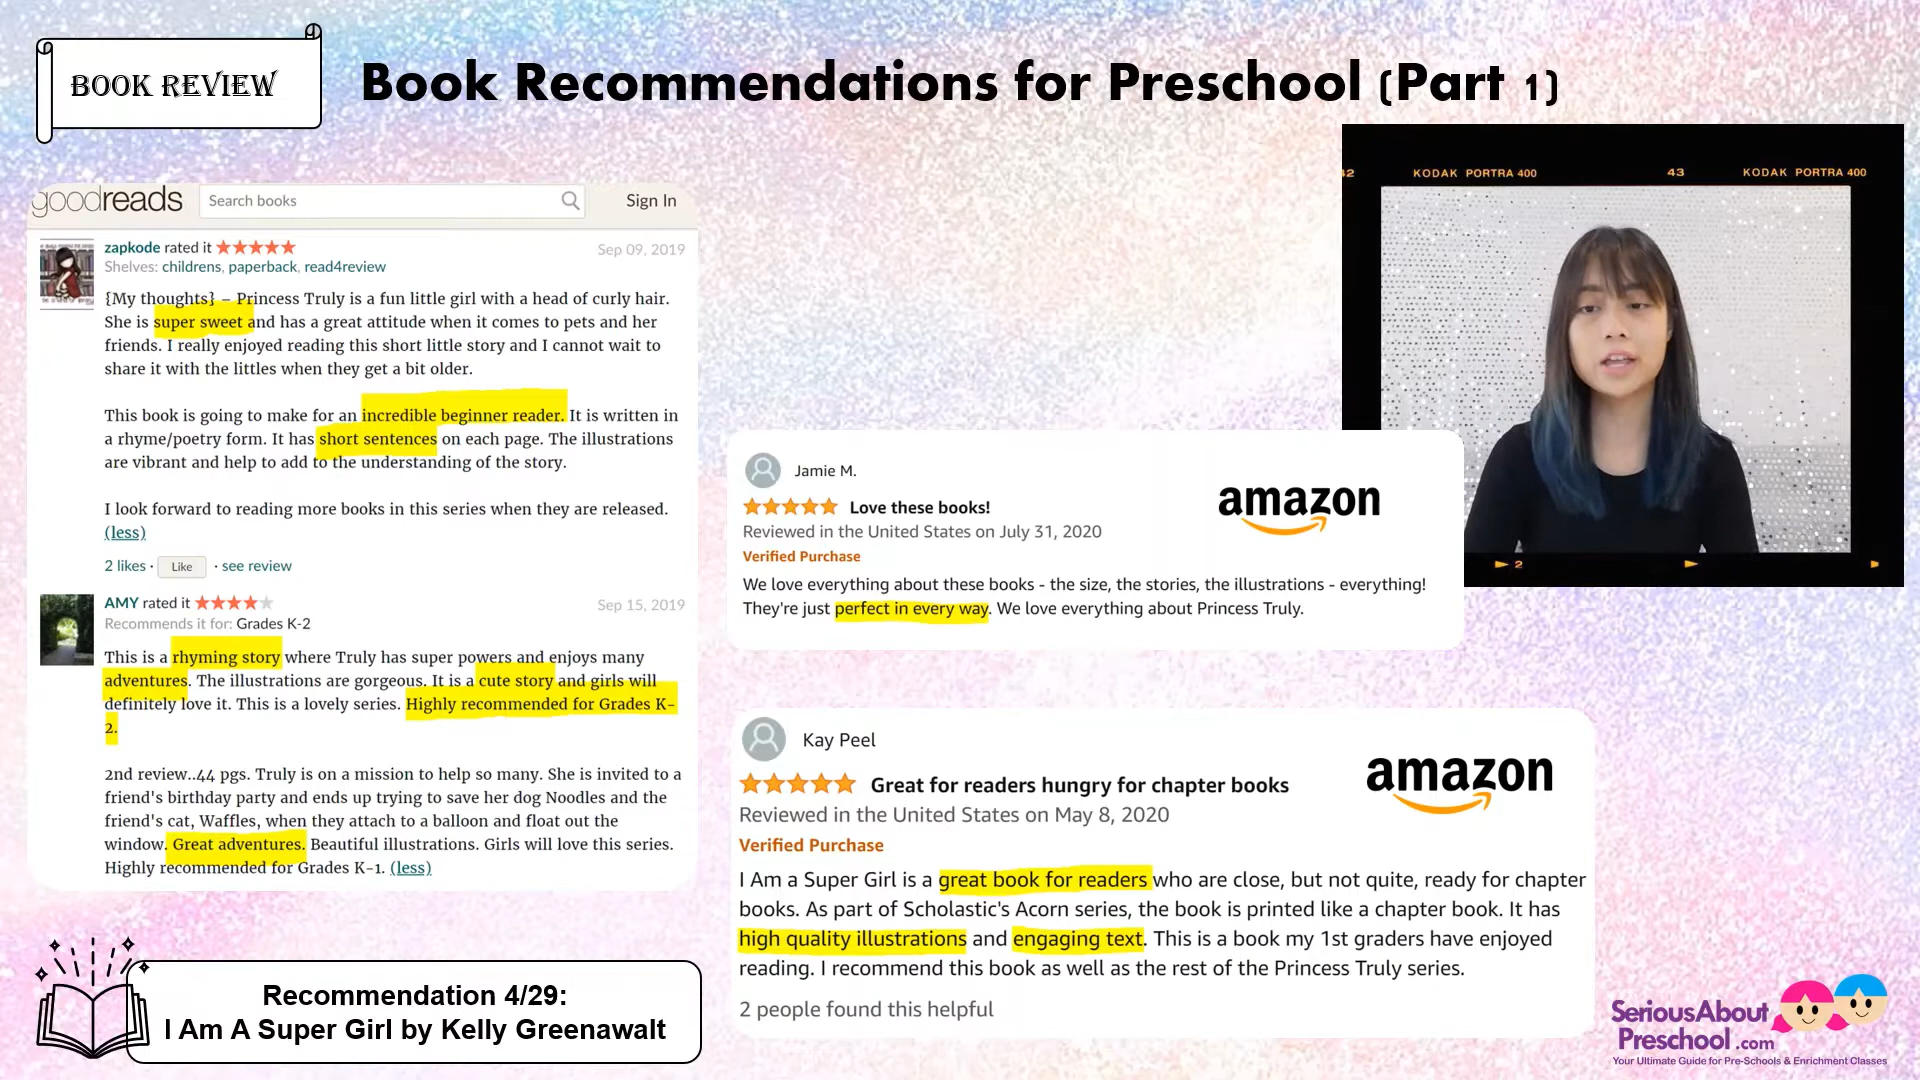 BOOK REVIEW
Book Recommendations for Preschool (Part 1)
goodreads
Search books
Sign In
zapkode rated it
Sep 09, 2019
Shelves: childrens, paperback, read4review
{My thoughts} – Princess Truly is a fun little girl with a head of curly hair.
She is super sweet and has a great attitude when it comes to pets and her
friends. I really enjoyed reading this short little story and I cannot wait to
share it with the littles when they get a bit older.
This book is going to make for an incredible beginner reader. It is written in
a rhyme/poetry form. It has short sentences on each page. The illustrations
are vibrant and help to add to the understanding of the story.
I look forward to reading more books in this series when they are released.
(less)
2 likes · Like · see review
AMY rated it
Sep 15, 2019
Recommends it for: Grades K-2
This is a rhyming story where Truly has super powers and enjoys many
adventures. The illustrations are gorgeous. It is a cute story and girls will
definitely love it. This is a lovely series. Highly recommended for Grades K-
2.
2nd review..44 pgs. Truly is on a mission to help so many. She is invited to a
friend's birthday party and ends up trying to save her dog Noodles and the
friend's cat, Waffles, when they attach to a balloon and float out the
window. Great adventures. Beautiful illustrations. Girls will love this series.
Highly recommended for Grades K-1. (less)
Recommendation 4/29:
I Am A Super Girl by Kelly Greenawalt
42 KODAK PORTRA 400 43 KODAK PORTRA 400
2
Jamie M.
Love these books!
amazon
Reviewed in the United States on July 31, 2020
Verified Purchase
We love everything about these books - the size, the stories, the illustrations - everything!
They're just perfect in every way. We love everything about Princess Truly.
Kay Peel
Great for readers hungry for chapter books
amazon
Reviewed in the United States on May 8, 2020
Verified Purchase
I Am a Super Girl is a great book for readers who are close, but not quite, ready for chapter
books. As part of Scholastic's Acorn series, the book is printed like a chapter book. It has
high quality illustrations and engaging text. This is a book my 1st graders have enjoyed
reading. I recommend this book as well as the rest of the Princess Truly series.
2 people found this helpful
SeriousAbout
Preschool .com
Your Ultimate Guide for Pre-Schools & Enrichment Classes